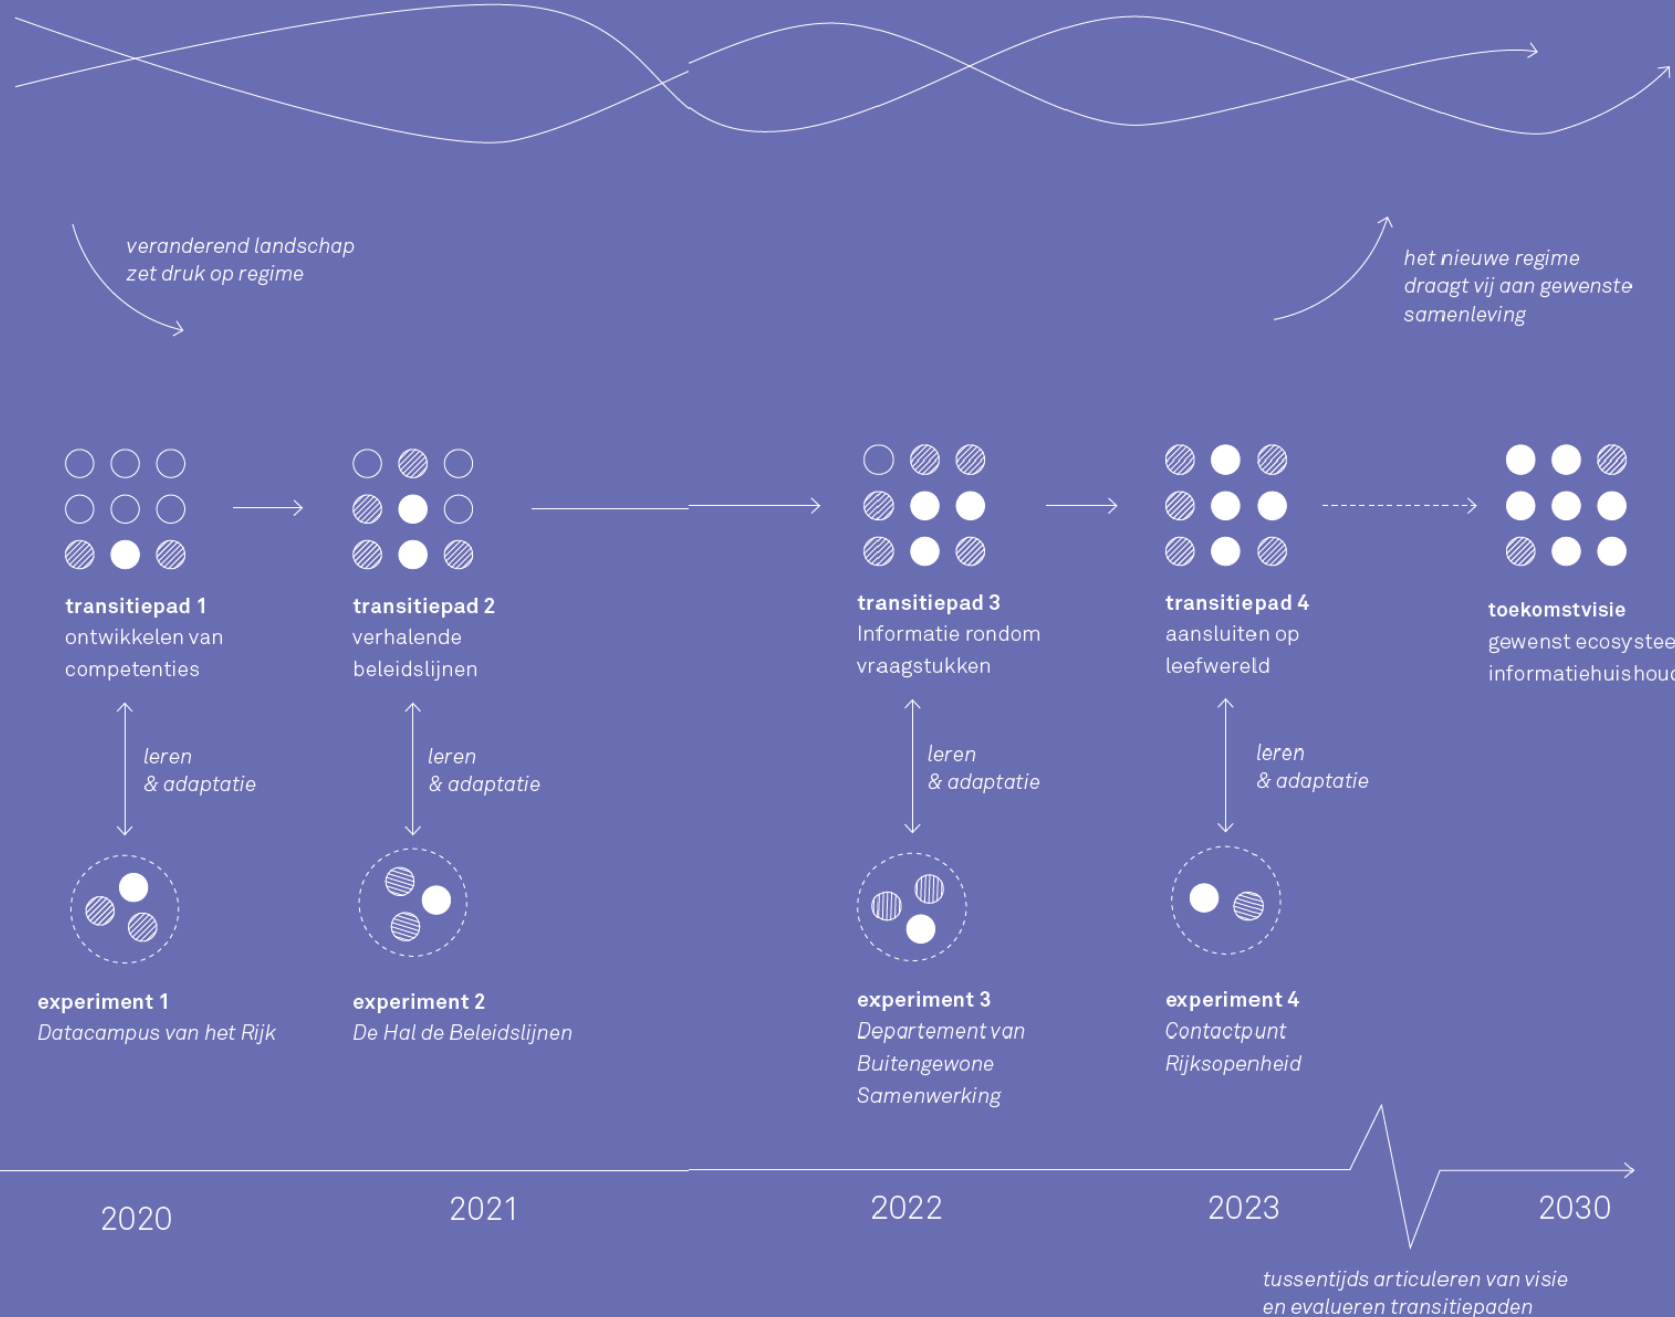 veranderend landschap
zet druk op regime
het nieuwe regime
draagt vij aan gewenste
samenleving
transitiepad 1
ontwikkelen van
competenties
transitiepad 2
verhalende
beleidslijnen
transitiepad 3
Informatie rondom
vraagstukken
transitiepad 4
aansluiten op
leefwereld
toekomstvisie
gewenst ecosystee
informatiehuishoud
leren
& adaptatie
leren
& adaptatie
leren
& adaptatie
leren
& adaptatie
experiment 1
Datacampus van het Rijk
experiment 2
De Hal de Beleidslijnen
experiment 3
Departement van
Buitengewone
Samenwerking
experiment 4
Contactpunt
Rijksopenheid
2020
2021
2022
2023
2030
tussentijds articuleren van visie
en evalueren transitiepaden